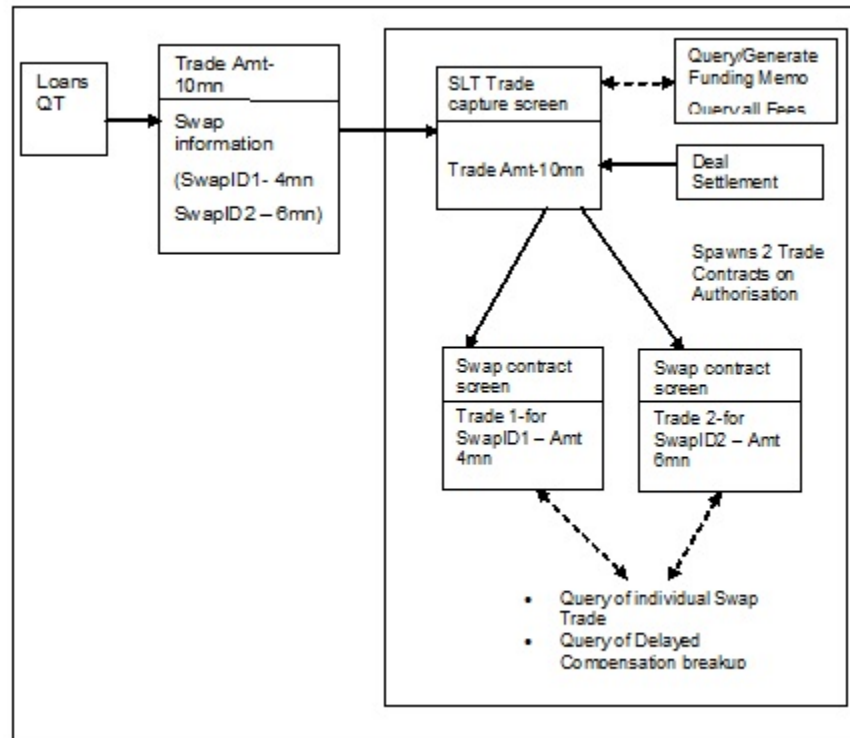 Loans
QT
Trade Amt-
10mn
Swap
information
(SwapID1- 4mn
SwapID2 – 6mn)
SLT Trade
capture screen
Trade Amt-10mn
Query/Generate
Funding Memo
Query all Fees
Deal
Settlement
Spawns 2 Trade
Contracts on
Authorisation
Swap contract
screen
Trade 1-for
SwapID1 – Amt
4mn
Swap contract
screen
Trade 2-for
SwapID2 – Amt
6mn
• Query of individual Swap
Trade
• Query of Delayed
Compensation breakup